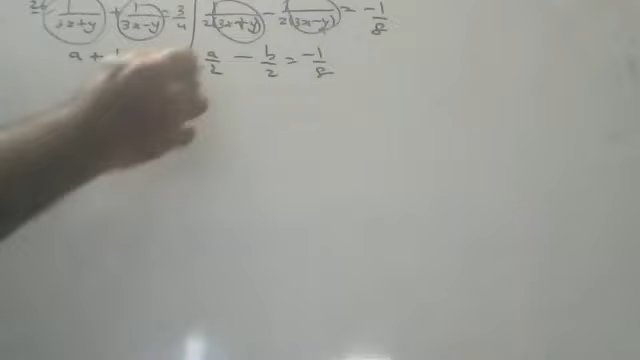 1/(3x+y) + 1/(3x-y) = 3/4 | 1/2(3x+y) - 1/2(3x-y) = -1/8
a + a/2 - b/2 = -1/8